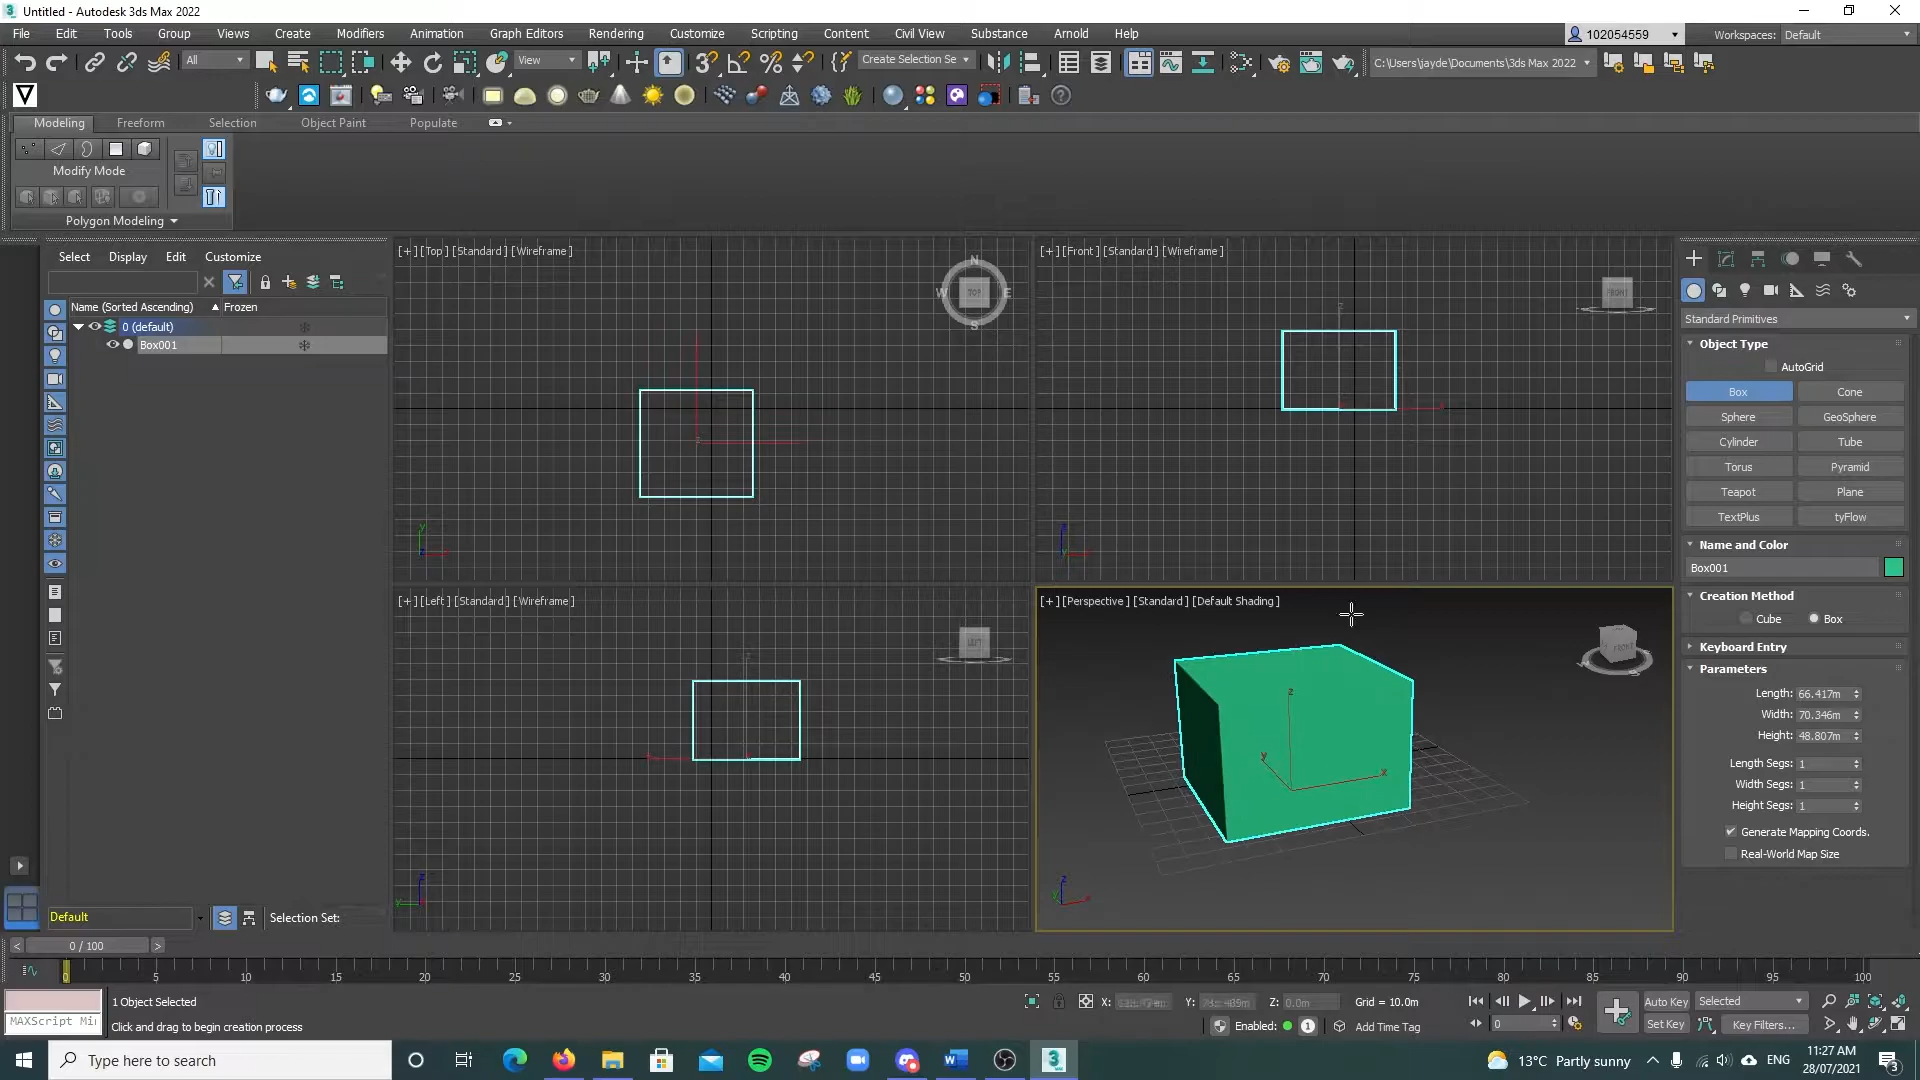 Untitled - Autodesk 3ds Max 2022
File Edit Tools Group Views Create Modifiers Animation Graph Editors Rendering Customize Scripting Content Civil View Substance Arnold Help
102054559 Workspaces: Default
All View Create Selection Se C:\Users\jayde\Documents\3ds Max 2022
Modeling Freeform Selection Object Paint Populate
Modify Mode
Polygon Modeling
Select Display Edit Customize
Name (Sorted Ascending) Frozen
0 (default)
Box001
[+] [Top] [Standard] [Wireframe]
N
W TOP E
S
y
z
[+] [Front] [Standard] [Wireframe]
FRONT
[+] [Left] [Standard] [Wireframe]
LEFT
[+] [Perspective] [Standard] [Default Shading]
FRONT
z
y
x
Standard Primitives
Object Type
AutoGrid
Box Cone
Sphere GeoSphere
Cylinder Tube
Torus Pyramid
Teapot Plane
TextPlus tyFlow
Name and Color
Box001
Creation Method
Cube Box
Keyboard Entry
Parameters
Length: 66.417m
Width: 70.346m
Height: 48.807m
Length Segs: 1
Width Segs: 1
Height Segs: 1
Generate Mapping Coords.
Real-World Map Size
Default Selection Set:
< 0 / 100 >
0 5 10 15 20 25 30 35 40 45 50 55 60 65 70 75 80 85 90 95 100
1 Object Selected X: Y: Z: 0.0m Grid = 10.0m Auto Key Selected
MAXScript Mi Click and drag to begin creation process Enabled: 1 Add Time Tag 0 Set Key Key Filters...
Type here to search 13°C Partly sunny ENG 11:27 AM
28/07/2021 3